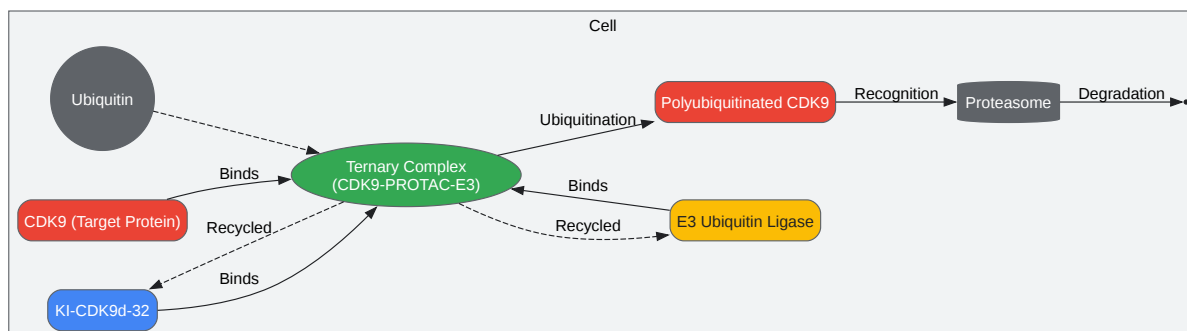 Cell
Ubiquitin
Polyubiquitinated CDK9
Recognition
Proteasome
Degradation
Ubiquitination
Ternary Complex
(CDK9-PROTAC-E3)
Binds
Binds
CDK9 (Target Protein)
E3 Ubiquitin Ligase
Recycled
Recycled
Binds
KI-CDK9d-32